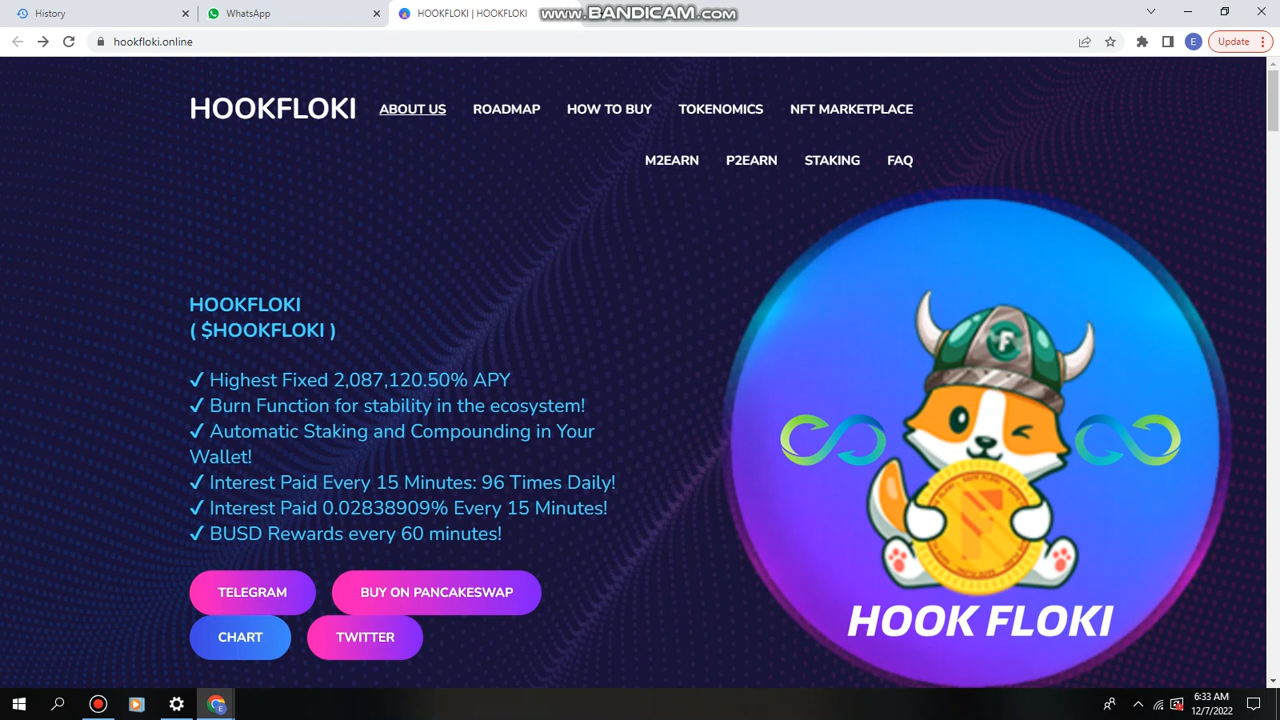 History
WhatsApp
HOOKFLOKI | HOOKFLOKI
www.BANDICAM.com
hookfloki.online
E
Update
HOOKFLOKI
ABOUT US
ROADMAP
HOW TO BUY
TOKENOMICS
NFT MARKETPLACE
M2EARN
P2EARN
STAKING
FAQ
HOOKFLOKI
( $HOOKFLOKI )
✓ Highest Fixed 2,087,120.50% APY
✓ Burn Function for stability in the ecosystem!
✓ Automatic Staking and Compounding in Your
Wallet!
✓ Interest Paid Every 15 Minutes: 96 Times Daily!
✓ Interest Paid 0.02838909% Every 15 Minutes!
✓ BUSD Rewards every 60 minutes!
TELEGRAM
BUY ON PANCAKESWAP
CHART
TWITTER
F
HOOK FLOKI
6:33 AM
12/7/2022